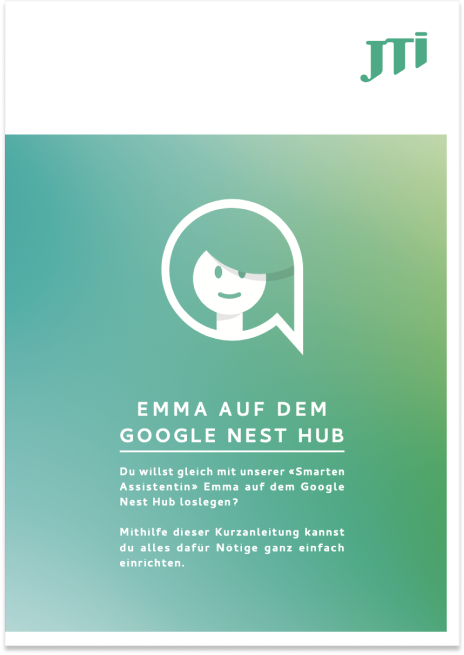 JTi
EMMA AUF DEM
GOOGLE NEST HUB
Du willst gleich mit unserer «Smarten
Assistentin» Emma auf dem Google
Nest Hub loslegen?
Mithilfe dieser Kurzanleitung kannst
du alles dafür Nötige ganz einfach
einrichten.